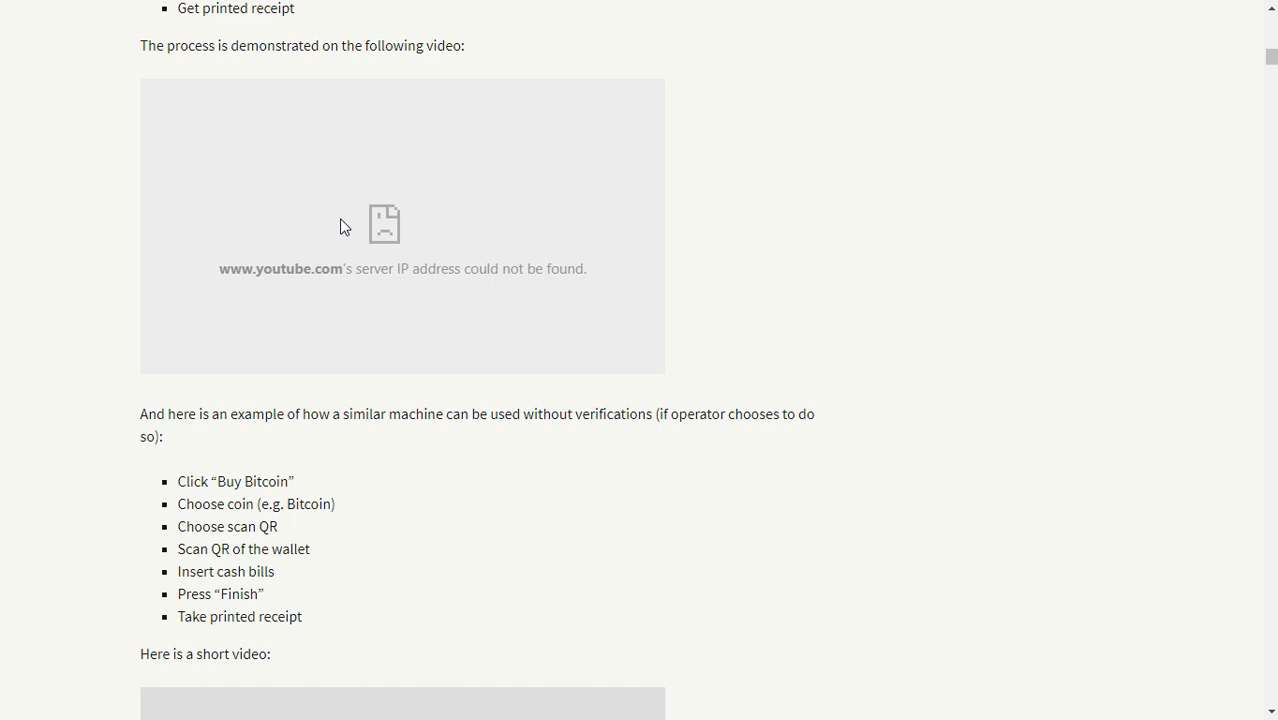 Get printed receipt
The process is demonstrated on the following video:
www.youtube.com's server IP address could not be found.
And here is an example of how a similar machine can be used without verifications (if operator chooses to do
so):
Click “Buy Bitcoin”
Choose coin (e.g. Bitcoin)
Choose scan QR
Scan QR of the wallet
Insert cash bills
Press “Finish”
Take printed receipt
Here is a short video: